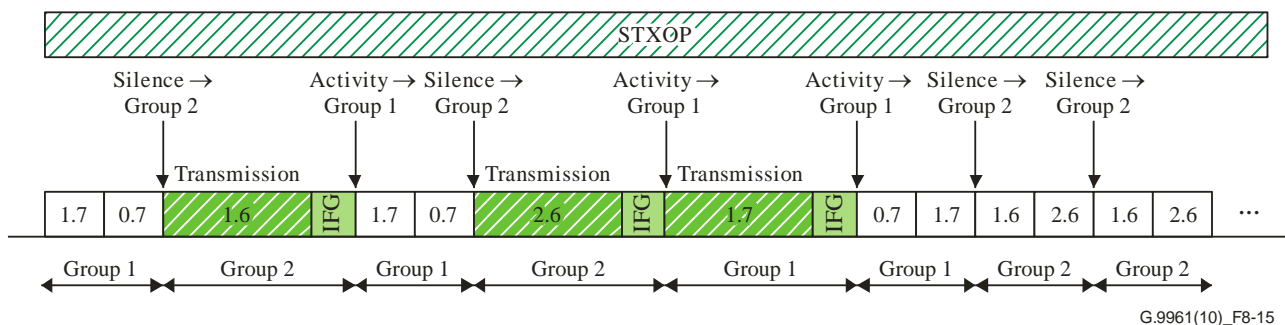 STXOP
Silence → Activity → Silence → Activity → Activity → Silence → Silence →
Group 2 Group 1 Group 2 Group 1 Group 1 Group 2 Group 2
Transmission Transmission Transmission
1.7 0.7 1.6 IFG 1.7 0.7 2.6 IFG 1.7 IFG 0.7 1.7 1.6 2.6 1.6 2.6 ...
Group 1 Group 2 Group 1 Group 2 Group 1 Group 1 Group 2 Group 2
G.9961(10)_F8-15